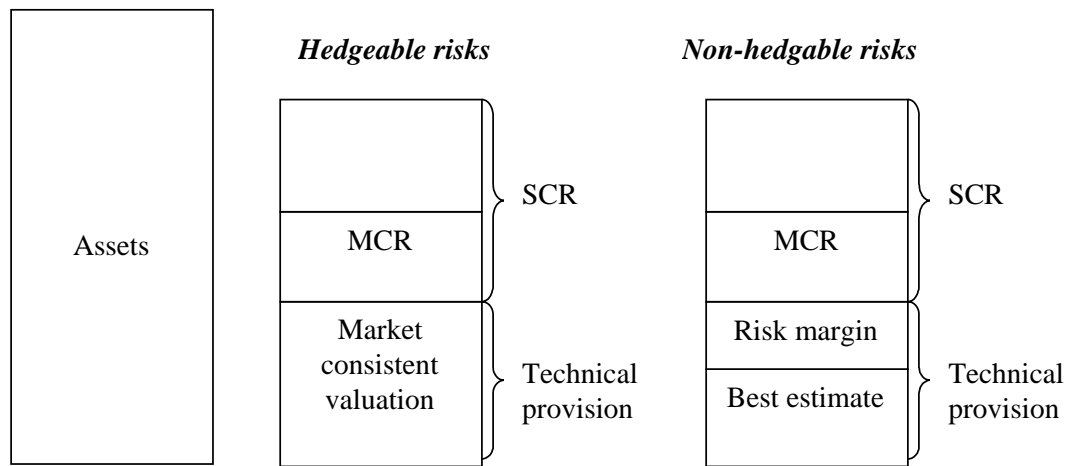 Hedgeable risks
Non-hedgable risks
Assets
MCR
SCR
Market
consistent
valuation
Technical
provision
MCR
SCR
Risk margin
Best estimate
Technical
provision